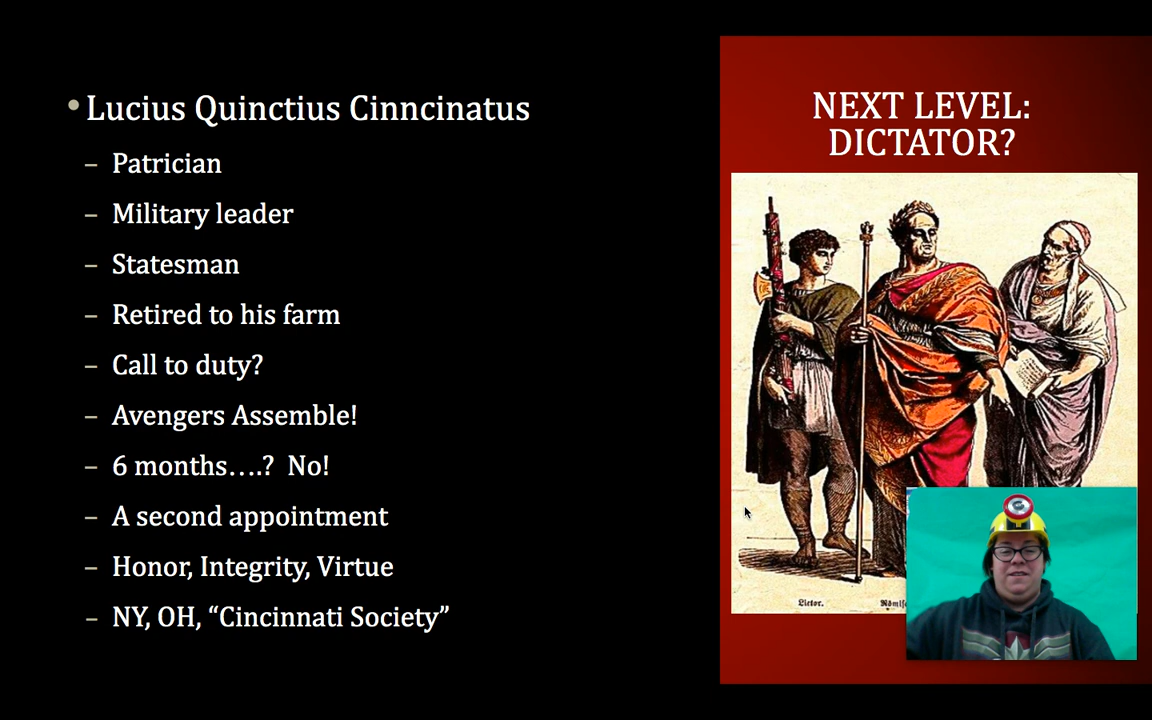 Lucius Quinctius Cinncinatus
Patrician
Military leader
Statesman
Retired to his farm
Call to duty?
Avengers Assemble!
6 months….? No!
A second appointment
Honor, Integrity, Virtue
NY, OH, “Cincinnati Society”
NEXT LEVEL:
DICTATOR?
Lictor.